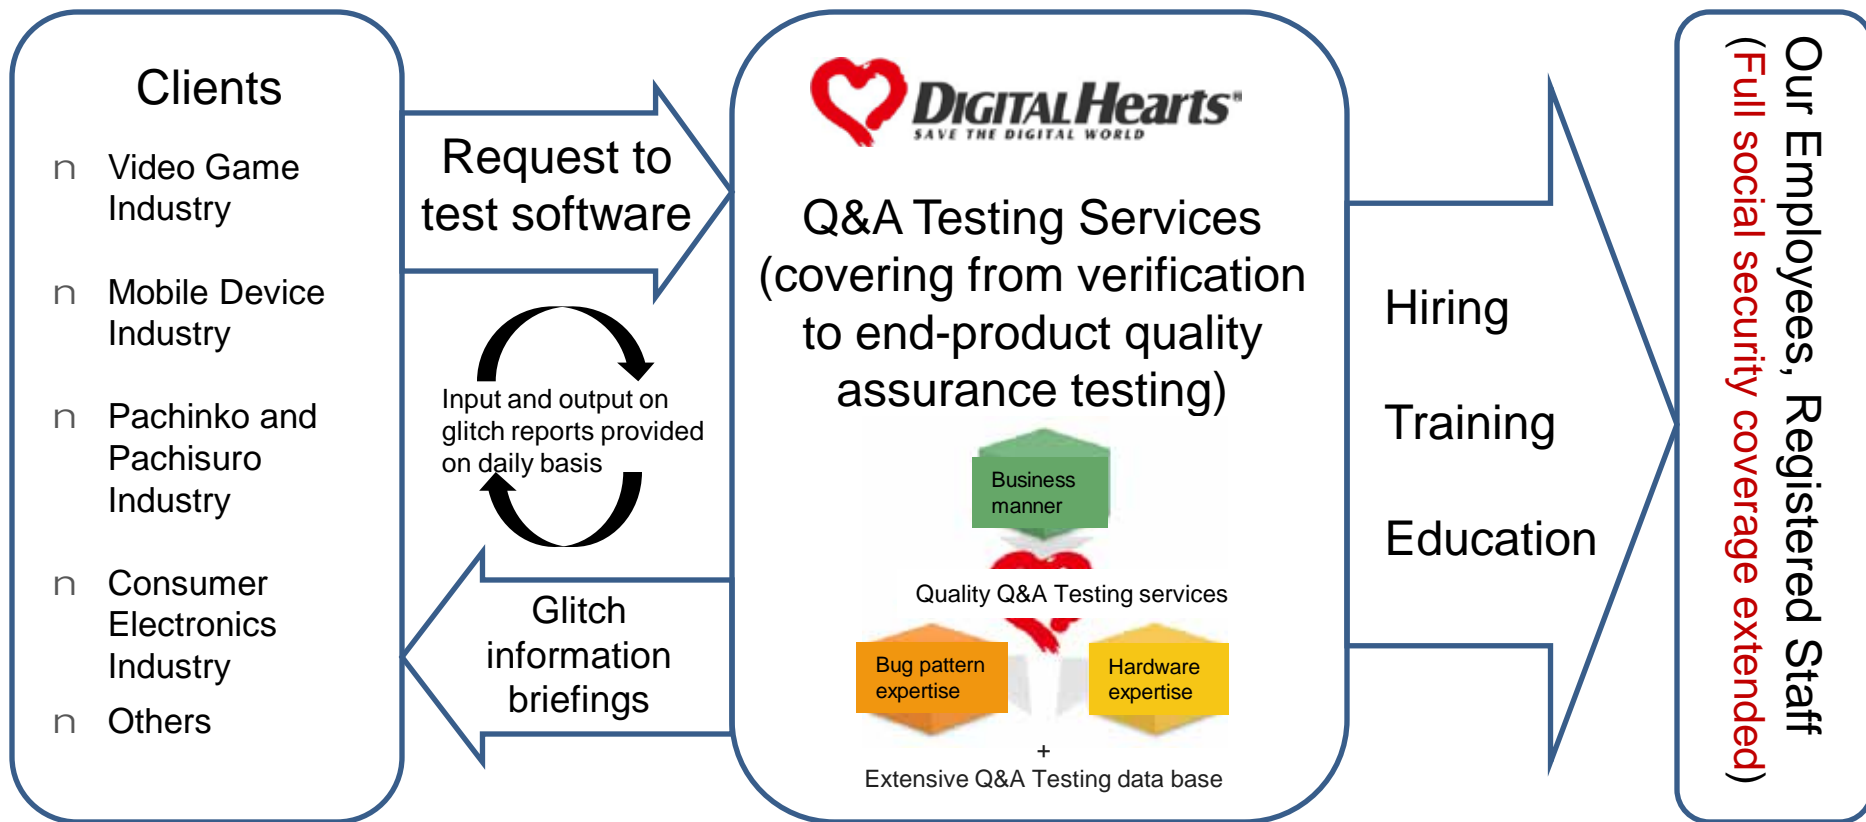 Clients
n Video Game
Industry
n Mobile Device
Industry
n Pachinko and
Pachisuro
Industry
n Consumer
Electronics
Industry
n Others
Request to
test software
Input and output on
glitch reports provided
on daily basis
Glitch
information
briefings
DIGITAL Hearts®
SAVE THE DIGITAL WORLD
Q&A Testing Services
(covering from verification
to end-product quality
assurance testing)
Business
manner
Quality Q&A Testing services
Bug pattern
expertise
Hardware
expertise
+
Extensive Q&A Testing data base
Hiring
Training
Education
Our Employees, Registered Staff
(Full social security coverage extended)